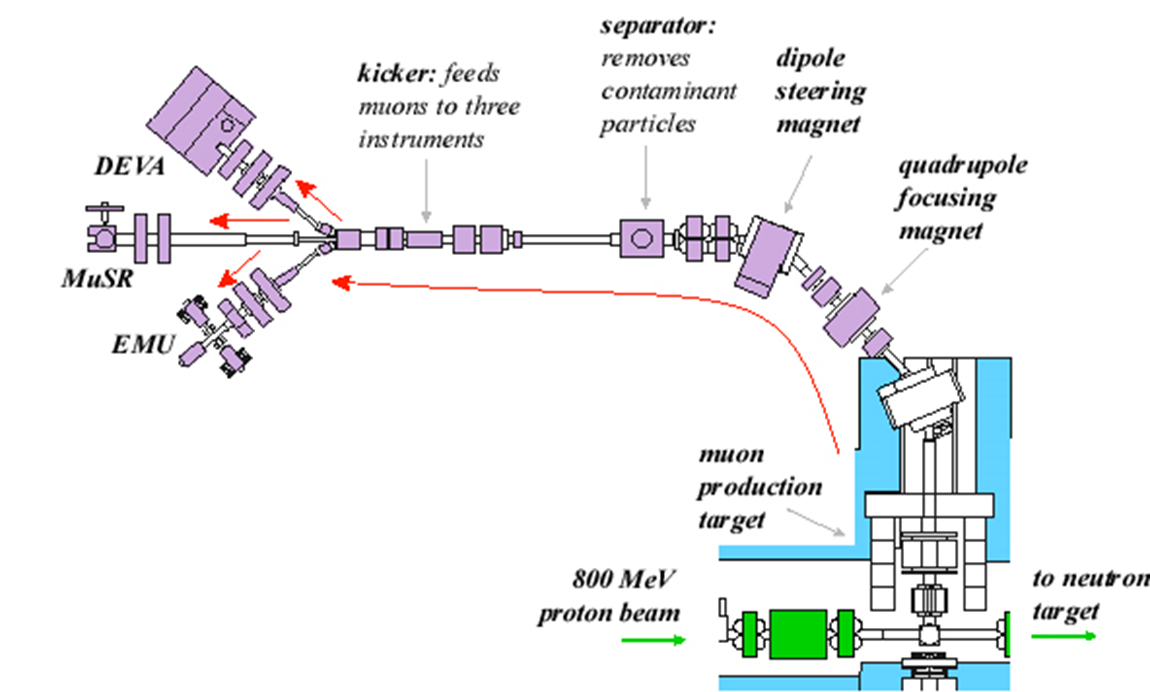 separator:
removes
contaminant
particles
dipole
steering
magnet
kicker: feeds
muons to three
instruments
quadrupole
focusing
magnet
DEVA
MuSR
EMU
muon
production
target
800 MeV
proton beam
to neutron
target